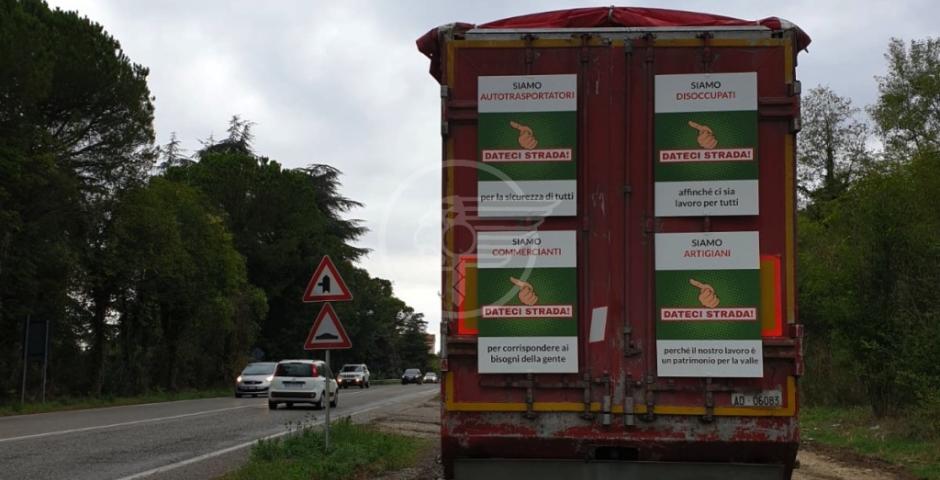 SIAMO
AUTOTRASPORTATORI
DATECI STRADA!
per la sicurezza di tutti
SIAMO
DISOCCUPATI
DATECI STRADA!
affinché ci sia
lavoro per tutti
SIAMO
COMMERCIANTI
DATECI STRADA!
per corrispondere ai
bisogni della gente
SIAMO
ARTIGIANI
DATECI STRADA!
perché il nostro lavoro è
un patrimonio per la valle
AD 06083